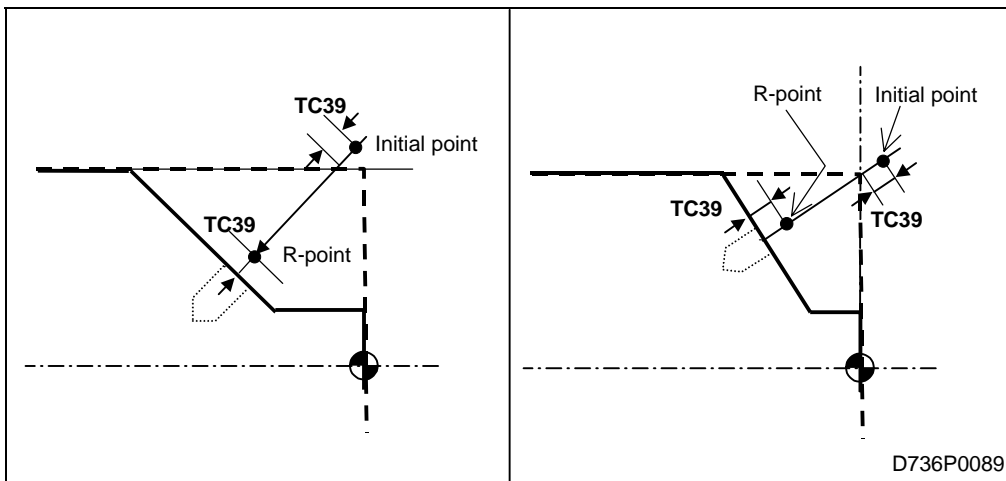 TC39
Initial point
TC39
R-point
R-point
Initial point
TC39
TC39
D736P0089